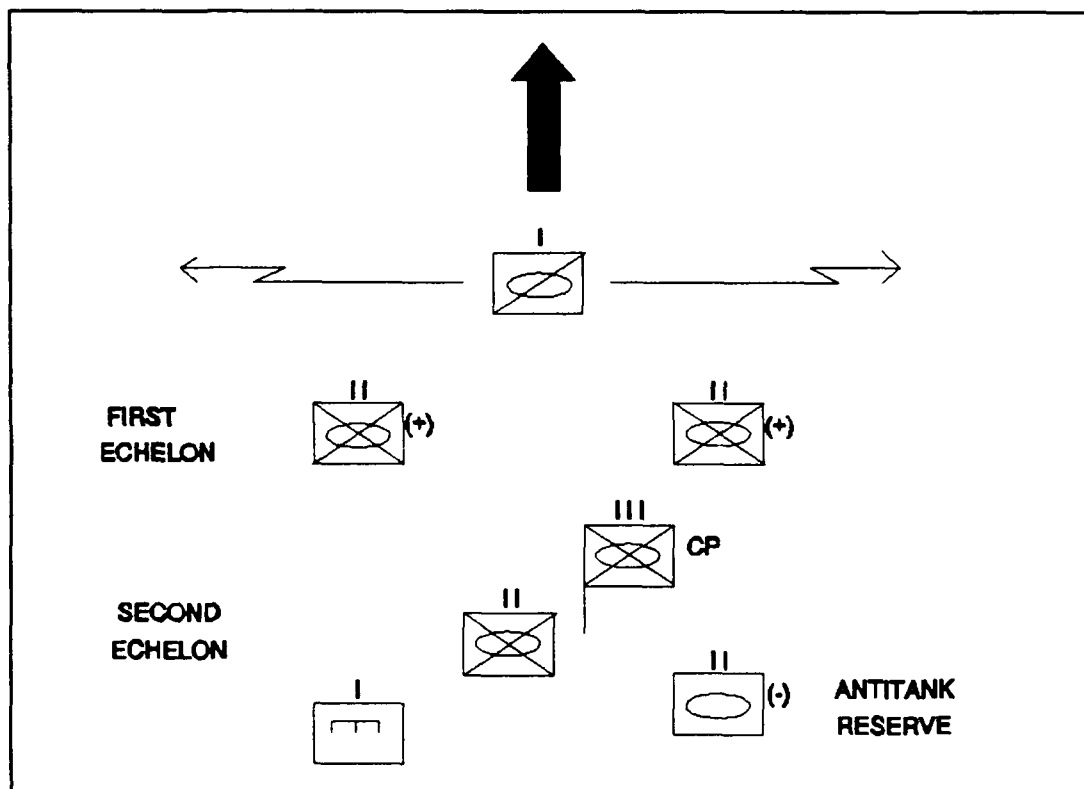 I
II
II
FIRST
ECHELON
(+)
(+)
III
CP
II
SECOND
ECHELON
I
II
(-)
ANTITANK
RESERVE